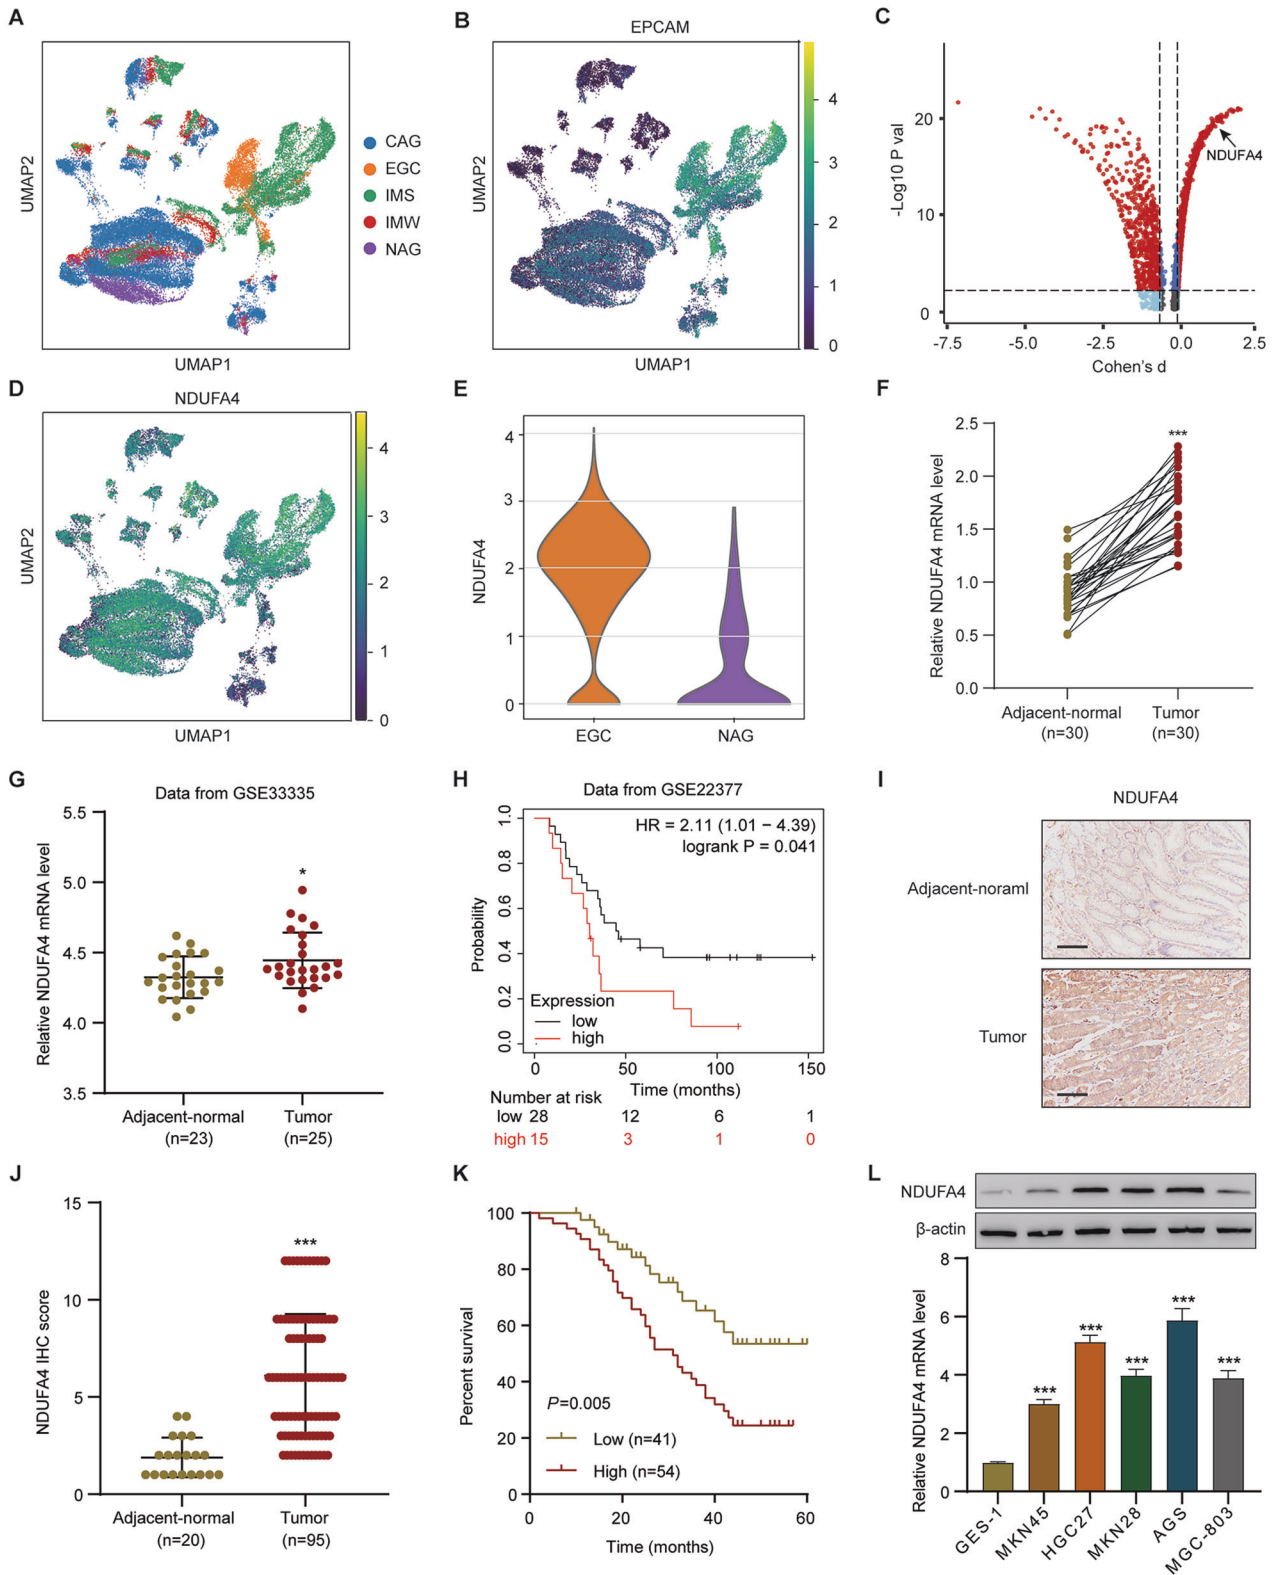 A
UMAP2
UMAP1
CAG
EGC
IMS
IMW
NAG
B
EPCAM
UMAP2
UMAP1
4
3
2
1
0
C
-Log10 P val
20
10
0
NDUFA4
-7.5
-5.0
-2.5
0.0
2.5
Cohen's d
D
NDUFA4
UMAP2
UMAP1
4
3
2
1
0
E
NDUFA4
4
3
2
1
0
EGC
NAG
F
Relative NDUFA4 mRNA level
2.5
2.0
1.5
1.0
0.5
0.0
***
Adjacent-normal
(n=30)
Tumor
(n=30)
G
Data from GSE33335
Relative NDUFA4 mRNA level
5.5
5.0
4.5
4.0
3.5
*
Adjacent-normal
(n=23)
Tumor
(n=25)
H
Data from GSE22377
HR = 2.11 (1.01 − 4.39)
logrank P = 0.041
Probability
1.0
0.8
0.6
0.4
0.2
0.0
Expression
low
high
0
50
100
150
Time (months)
Number at risk
low 28 12 6 1
high 15 3 1 0
I
NDUFA4
Adjacent-noraml
Tumor
J
NDUFA4 IHC score
15
10
5
0
***
Adjacent-normal
(n=20)
Tumor
(n=95)
K
Percent survival
100
80
60
40
20
0
P=0.005
Low (n=41)
High (n=54)
0
20
40
60
Time (months)
L
NDUFA4
β-actin
Relative NDUFA4 mRNA level
8
6
4
2
0
***
***
***
***
***
GES-1
MKN45
HGC27
MKN28
AGS
MGC-803